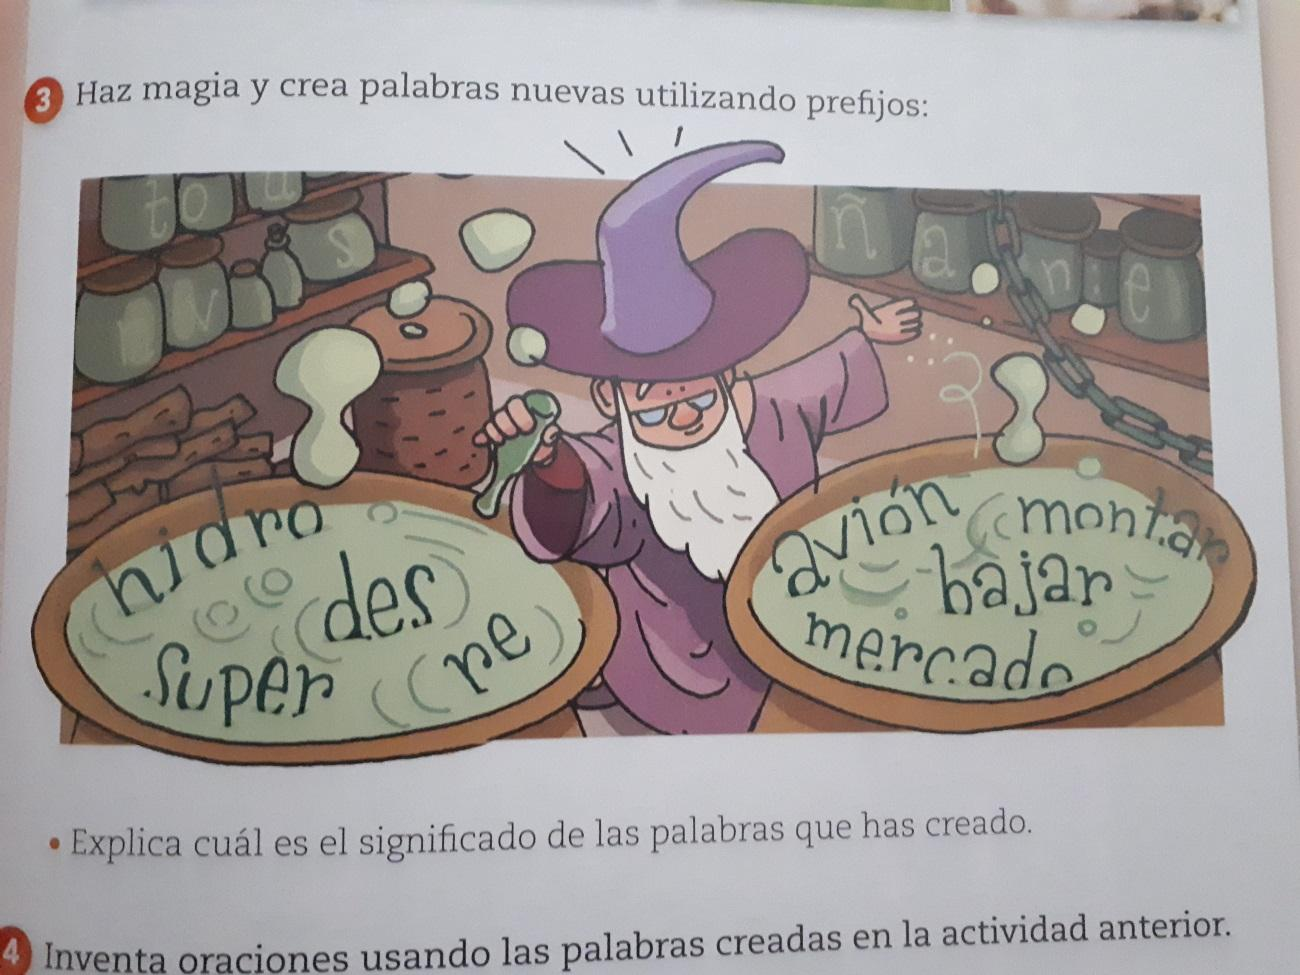 3 Haz magia y crea palabras nuevas utilizando prefijos:
to u
s
v
ñ a n e
hidro
des
super re
avión montar
bajar
mercado
• Explica cuál es el significado de las palabras que has creado.
4 Inventa oraciones usando las palabras creadas en la actividad anterior.